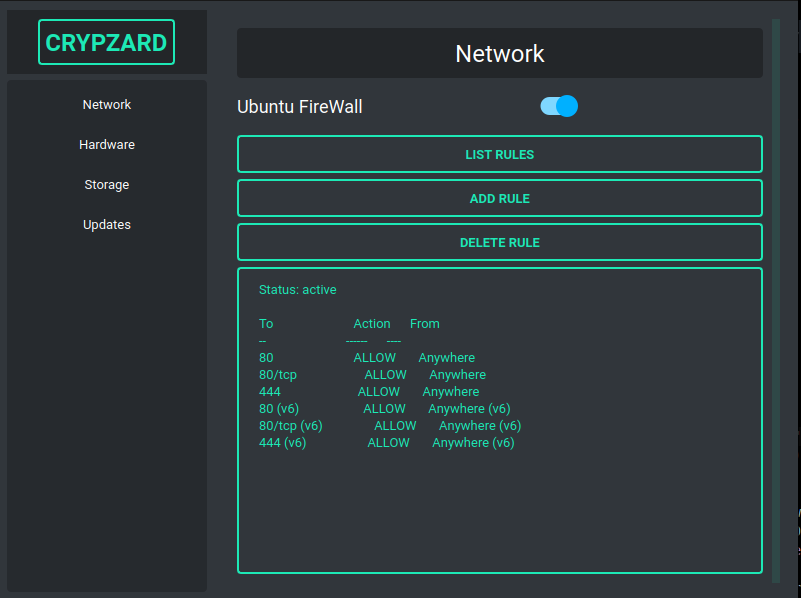 CRYPZARD
Network
Hardware
Storage
Updates
Network
Ubuntu FireWall
LIST RULES
ADD RULE
DELETE RULE
Status: active
To Action From
-- ------ ----
80 ALLOW Anywhere
80/tcp ALLOW Anywhere
444 ALLOW Anywhere
80 (v6) ALLOW Anywhere (v6)
80/tcp (v6) ALLOW Anywhere (v6)
444 (v6) ALLOW Anywhere (v6)